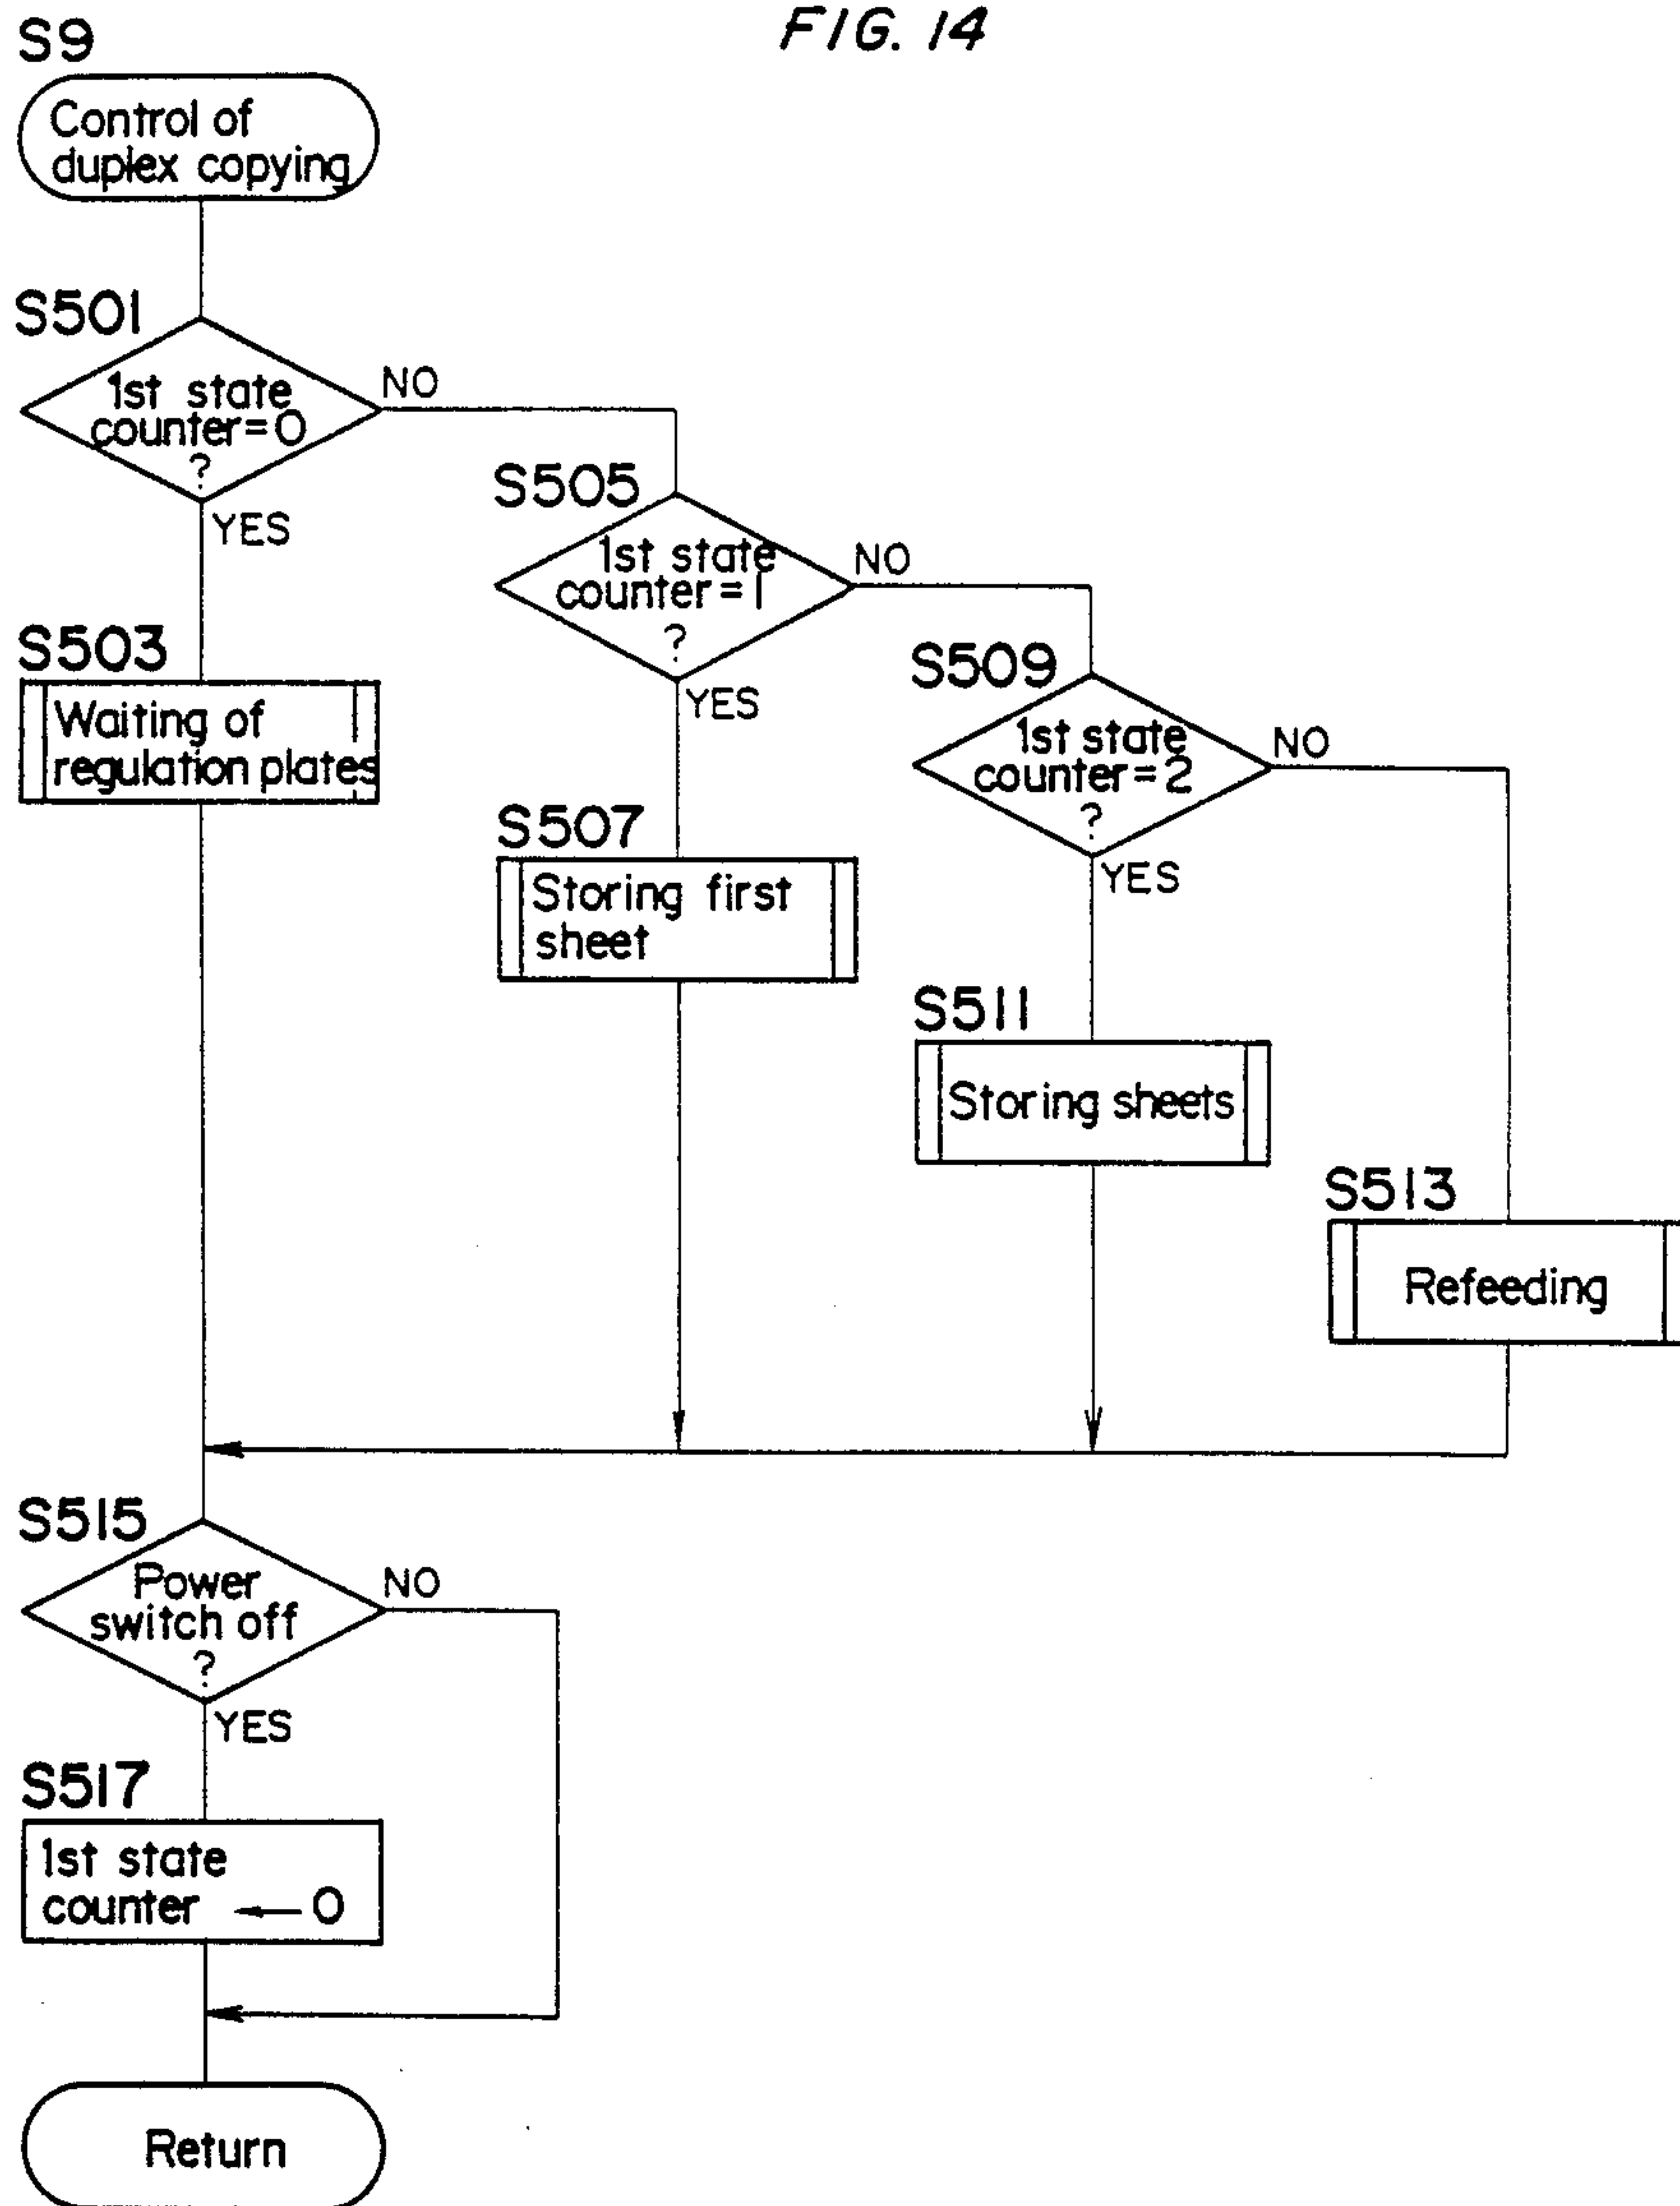 FIG. 14
S9
Control of
duplex copying
S501
1st state
counter=0
?
NO
YES
S503
Waiting of
regulation plates
S505
1st state
counter=1
?
NO
YES
S507
Storing first
sheet
S509
1st state
counter=2
?
NO
YES
S511
Storing sheets
S513
Refeeding
S515
Power
switch off
?
NO
YES
S517
1st state
counter ← 0
Return